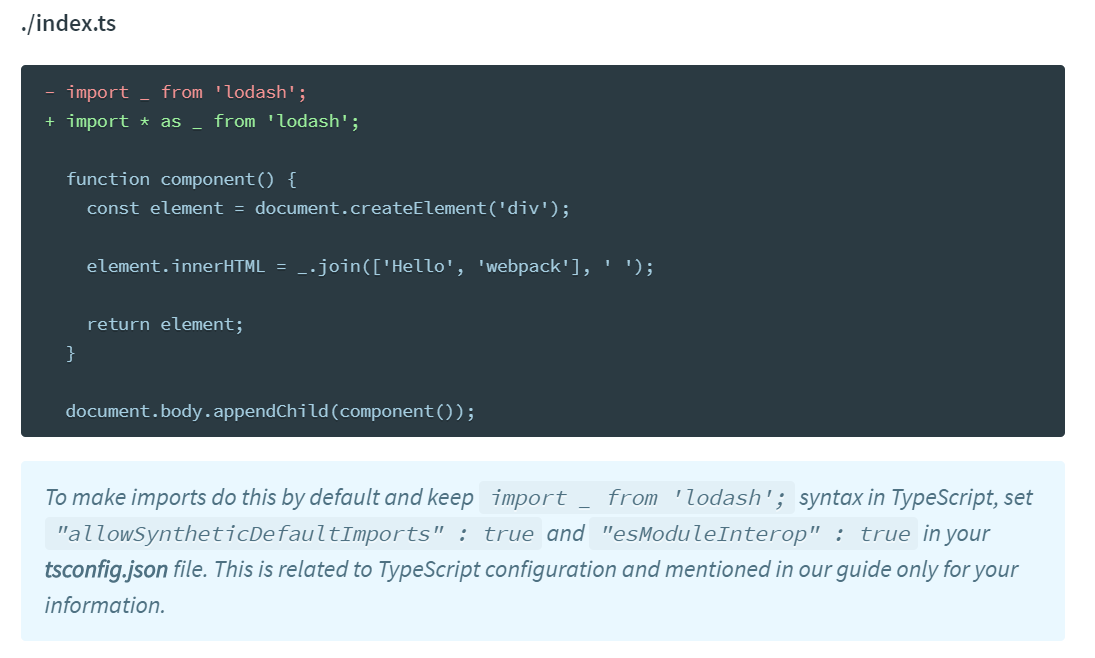 ./index.ts
- import _ from 'lodash';
+ import * as _ from 'lodash';
function component() {
const element = document.createElement('div');
element.innerHTML = _.join(['Hello', 'webpack'], ' ');
return element;
}
document.body.appendChild(component());
To make imports do this by default and keep import _ from 'lodash'; syntax in TypeScript, set
"allowSyntheticDefaultImports" : true and "esModuleInterop" : true in your
tsconfig.json file. This is related to TypeScript configuration and mentioned in our guide only for your
information.